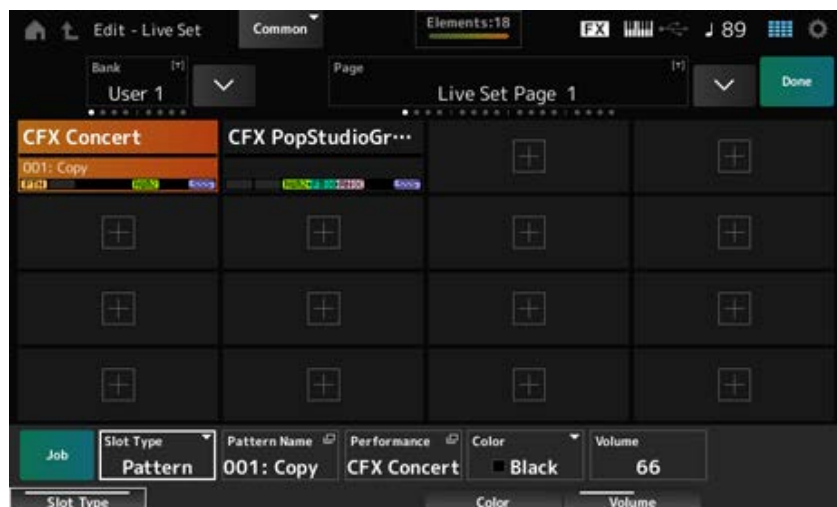 Edit - Live Set
Common
Elements:18
FX
♩ 89
Bank
[T]
User 1
Page
[T]
Live Set Page 1
Done
CFX Concert
CFX PopStudioGr···
001: Copy
Job
Slot Type
Pattern
Pattern Name
001: Copy
Performance
CFX Concert
Color
Black
Volume
66
Slot Type
Color
Volume